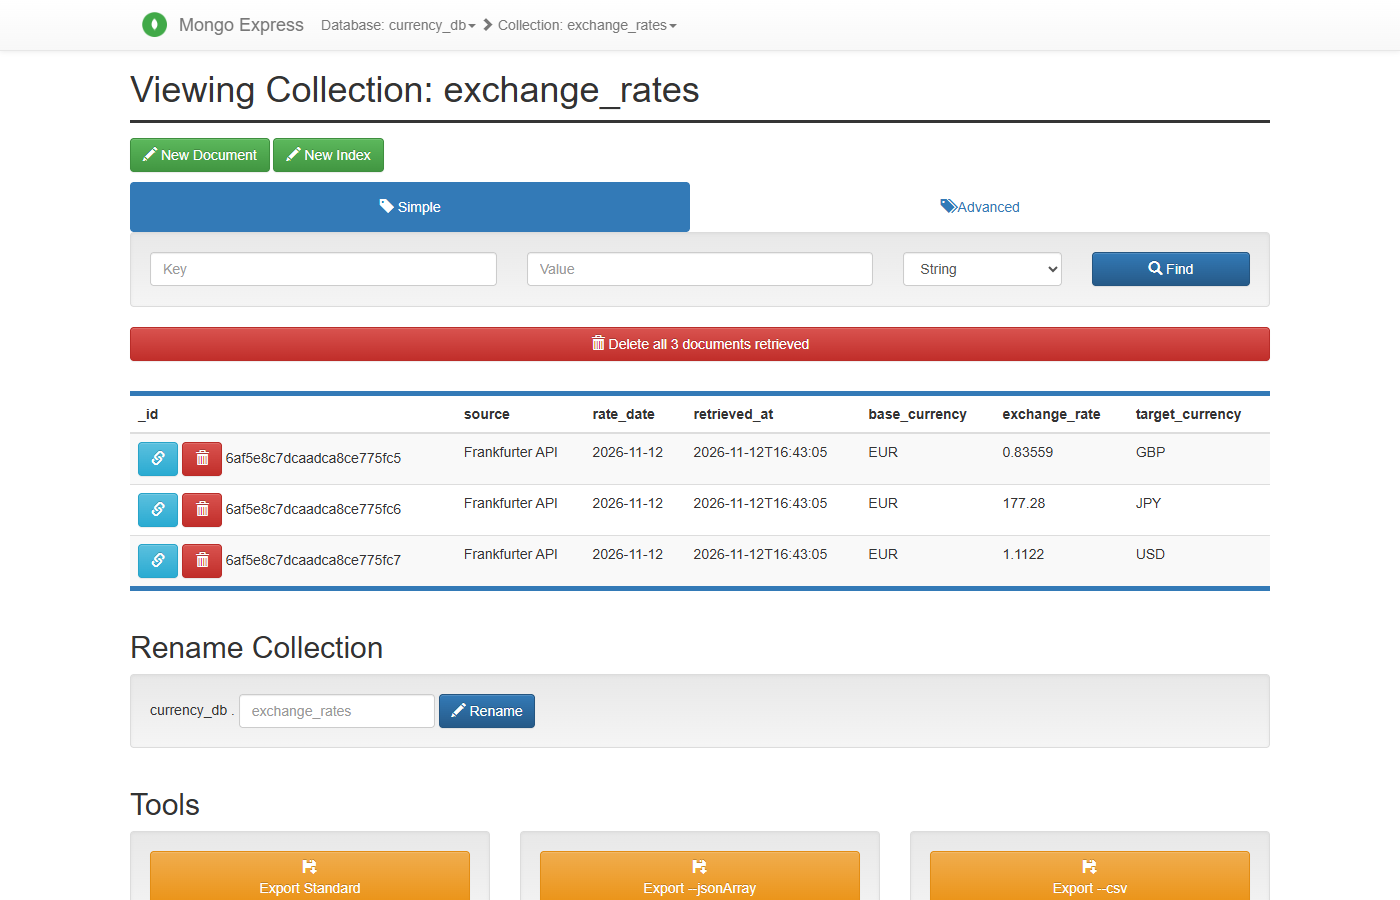 Mongo Express Database: currency_db Collection: exchange_rates
Viewing Collection: exchange_rates
New Document New Index
Simple Advanced
Key Value String Find
Delete all 3 documents retrieved
_id source rate_date retrieved_at base_currency exchange_rate target_currency
6af5e8c7dcaadca8ce775fc5 Frankfurter API 2026-11-12 2026-11-12T16:43:05 EUR 0.83559 GBP
6af5e8c7dcaadca8ce775fc6 Frankfurter API 2026-11-12 2026-11-12T16:43:05 EUR 177.28 JPY
6af5e8c7dcaadca8ce775fc7 Frankfurter API 2026-11-12 2026-11-12T16:43:05 EUR 1.1122 USD
Rename Collection
currency_db . exchange_rates Rename
Tools
Export Standard Export --jsonArray Export --csv